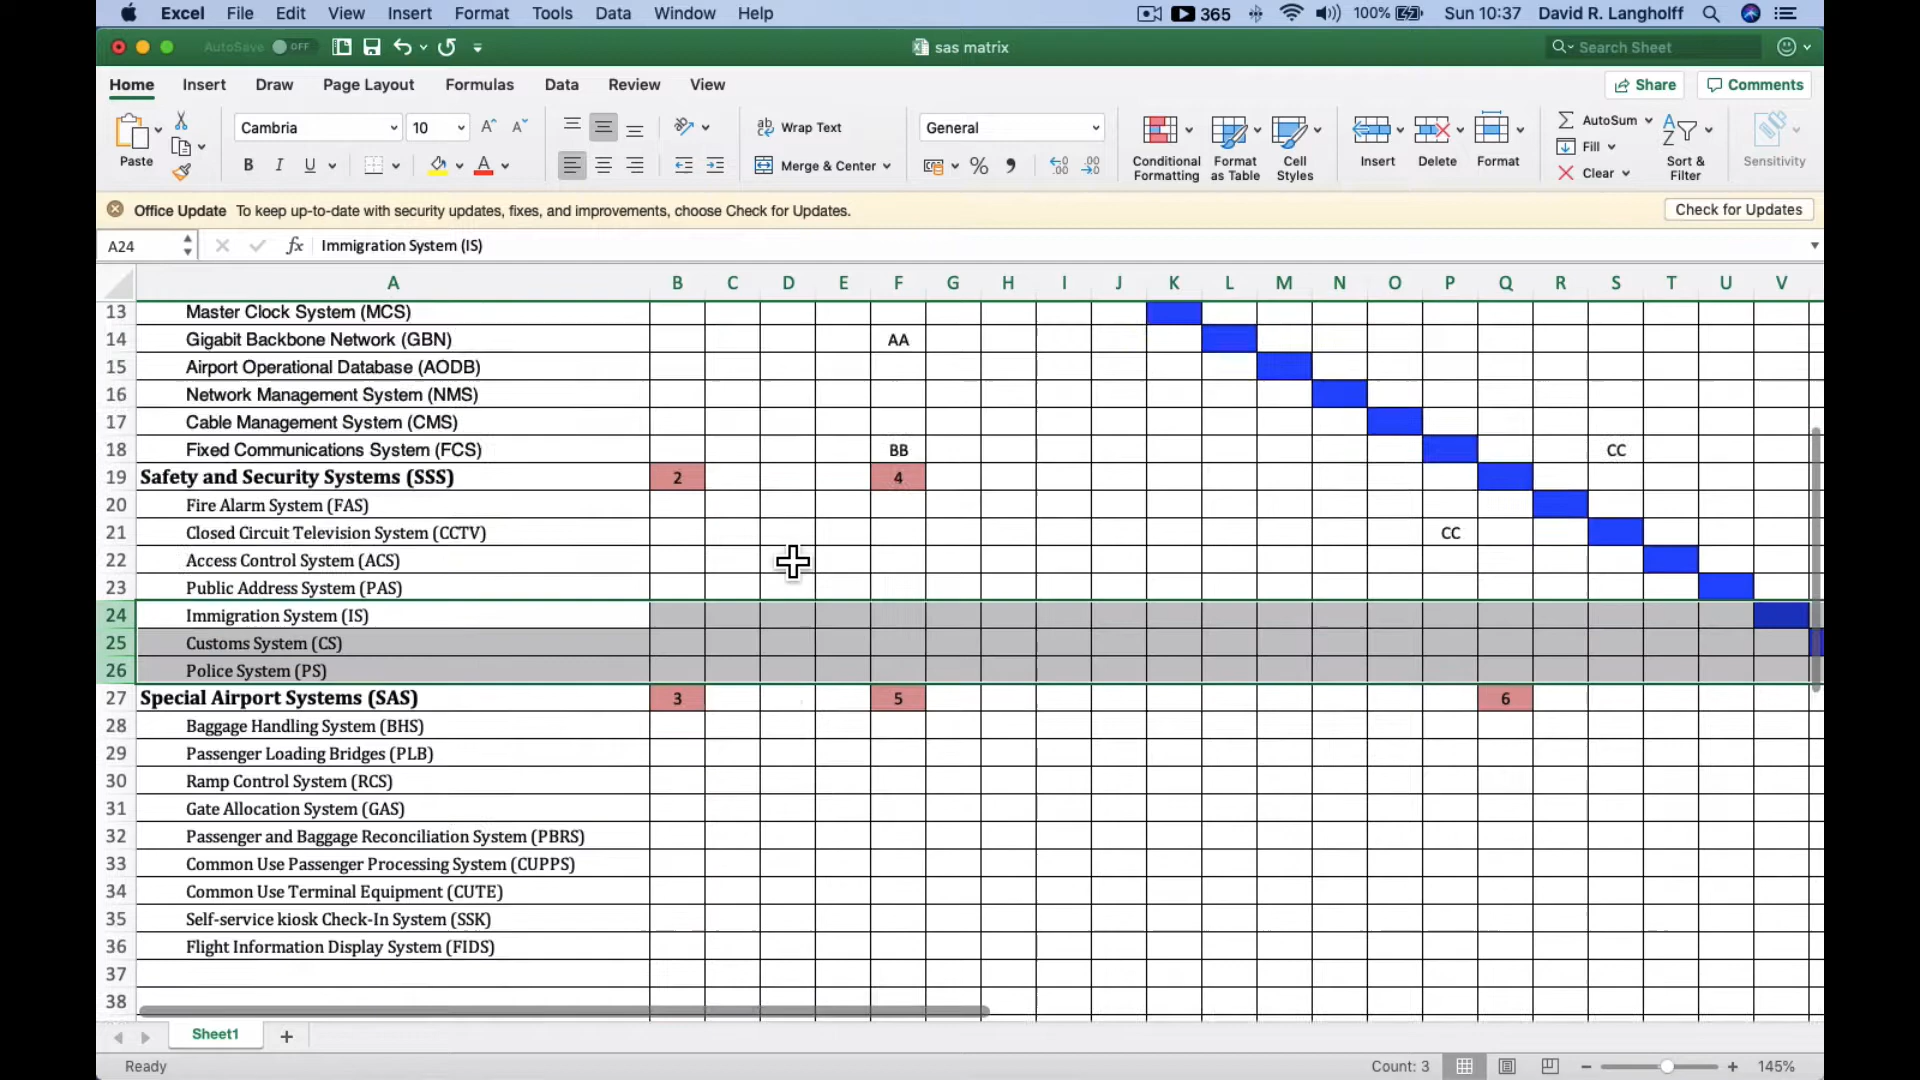 Excel File Edit View Insert Format Tools Data Window Help 365 100% Sun 10:37 David R. Langholff
AutoSave OFF sas matrix Search Sheet
Home Insert Draw Page Layout Formulas Data Review View Share Comments
Paste Cambria 10 Wrap Text General Conditional Formatting Format as Table Cell Styles Insert Delete Format AutoSum Sort & Filter Sensitivity
B I U Merge & Center % Fill
Clear
Office Update To keep up-to-date with security updates, fixes, and improvements, choose Check for Updates. Check for Updates
A24 fx Immigration System (IS)
A B C D E F G H I J K L M N O P Q R S T U V
13 Master Clock System (MCS)
14 Gigabit Backbone Network (GBN) AA
15 Airport Operational Database (AODB)
16 Network Management System (NMS)
17 Cable Management System (CMS)
18 Fixed Communications System (FCS) BB CC
19 Safety and Security Systems (SSS) 2 4
20 Fire Alarm System (FAS)
21 Closed Circuit Television System (CCTV) CC
22 Access Control System (ACS)
23 Public Address System (PAS)
24 Immigration System (IS)
25 Customs System (CS)
26 Police System (PS)
27 Special Airport Systems (SAS) 3 5 6
28 Baggage Handling System (BHS)
29 Passenger Loading Bridges (PLB)
30 Ramp Control System (RCS)
31 Gate Allocation System (GAS)
32 Passenger and Baggage Reconciliation System (PBRS)
33 Common Use Passenger Processing System (CUPPS)
34 Common Use Terminal Equipment (CUTE)
35 Self-service kiosk Check-In System (SSK)
36 Flight Information Display System (FIDS)
37
38
Sheet1
Ready Count: 3 145%